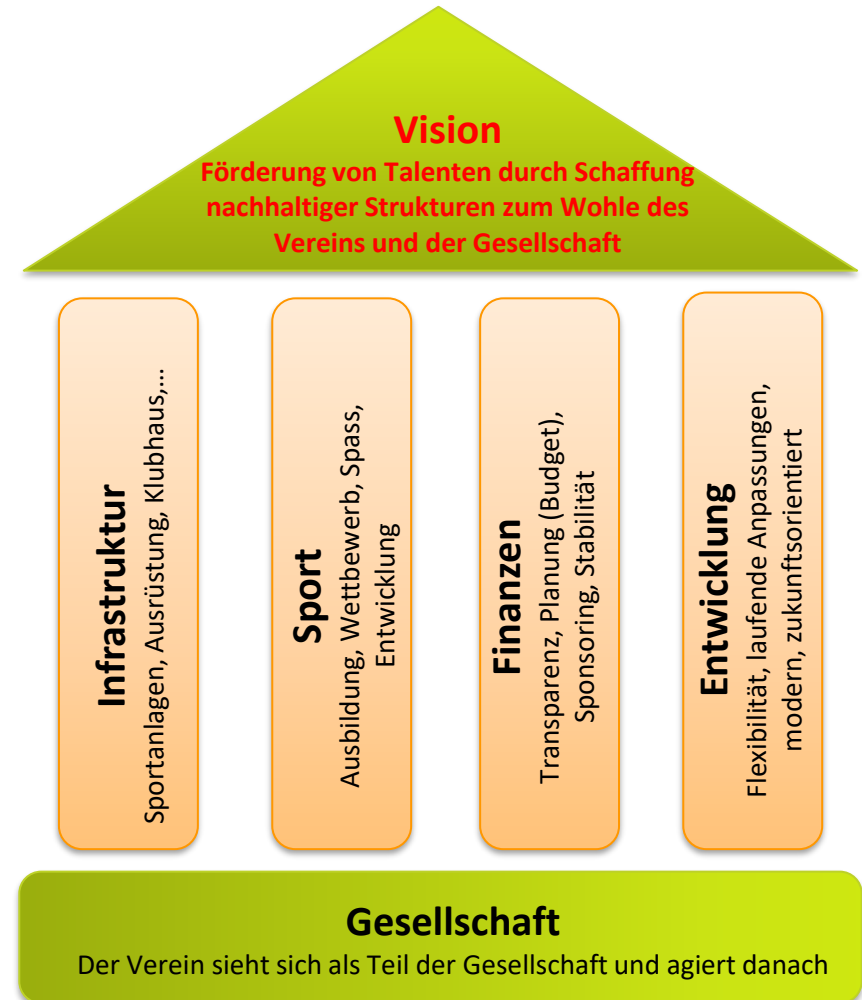 Vision
Förderung von Talenten durch Schaffung
nachhaltiger Strukturen zum Wohle des
Vereins und der Gesellschaft
Infrastruktur
Sportanlagen, Ausrüstung, Klubhaus,...
Sport
Ausbildung, Wettbewerb, Spass,
Entwicklung
Finanzen
Transparenz, Planung (Budget),
Sponsoring, Stabilität
Entwicklung
Flexibilität, laufende Anpassungen,
modern, zukunftsorientiert
Gesellschaft
Der Verein sieht sich als Teil der Gesellschaft und agiert danach